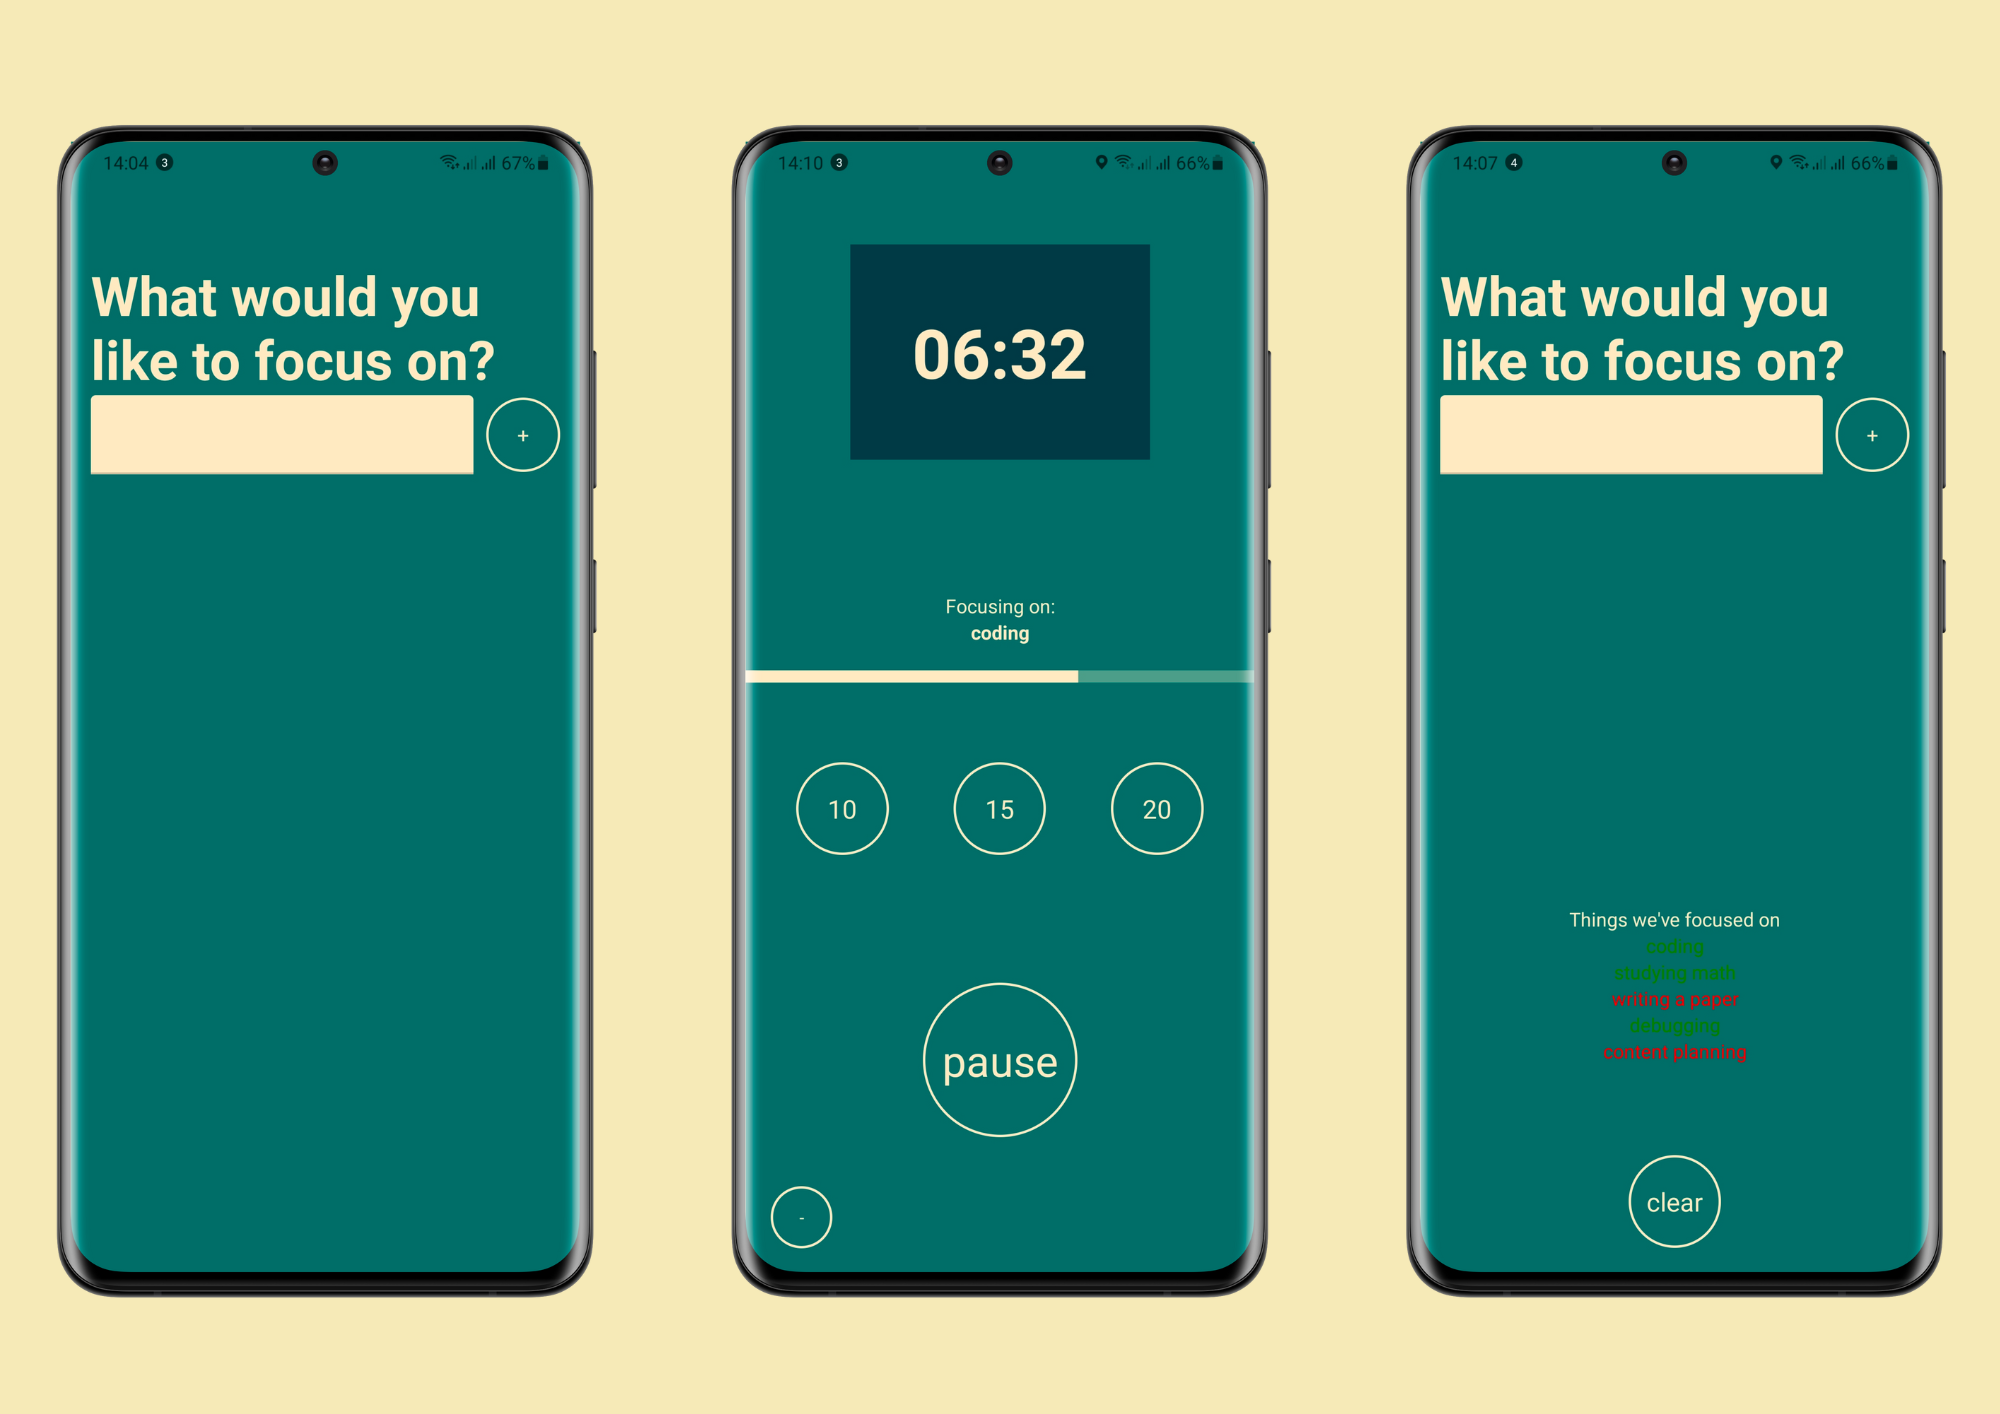 14:04 3 67%
What would you
like to focus on?
+
14:10 3 66%
06:32
Focusing on:
coding
10 15 20
pause
-
14:07 4 66%
What would you
like to focus on?
+
Things we've focused on
coding
studying math
writing a paper
debugging
content planning
clear